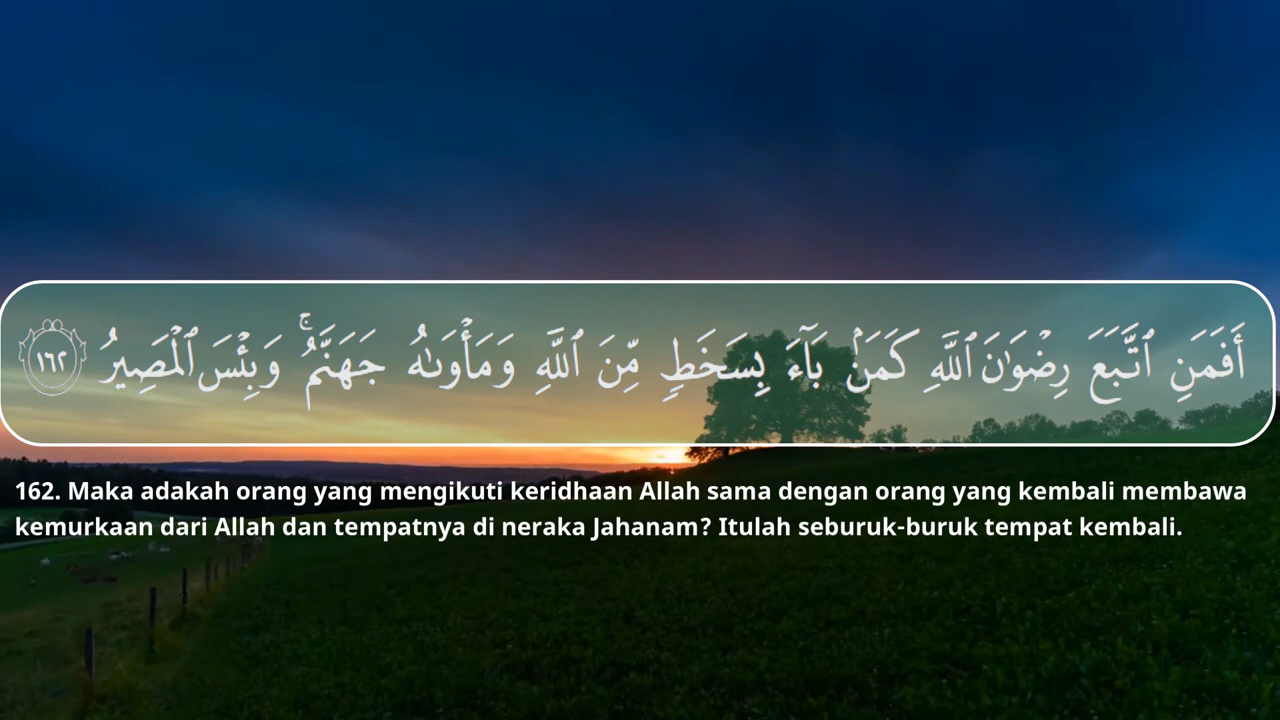 أَفَمَنِ ٱتَّبَعَ رِضْوَٰنَ ٱللَّهِ كَمَنۢ بَآءَ بِسَخَطٍ مِّنَ ٱللَّهِ وَمَأْوَىٰهُ جَهَنَّمُ ۚ وَبِئْسَ ٱلْمَصِيرُ ١٦٢
162. Maka adakah orang yang mengikuti keridhaan Allah sama dengan orang yang kembali membawa
kemurkaan dari Allah dan tempatnya di neraka Jahanam? Itulah seburuk-buruk tempat kembali.